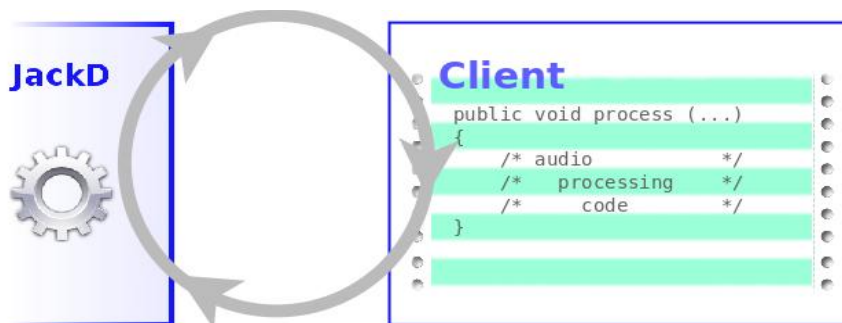 JackD
Client
public void process (...)
{
/* audio */
/* processing */
/* code */
}